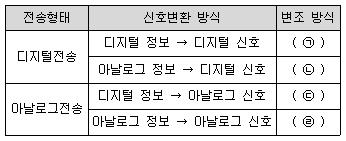 전송형태 신호변환 방식 변조 방식
디지털전송 디지털 정보 → 디지털 신호 ( ㉠ )
아날로그 정보 → 디지털 신호 ( ㉡ )
아날로그전송 디지털 정보 → 아날로그 신호 ( ㉢ )
아날로그 정보 → 아날로그 신호 ( ㉣ )